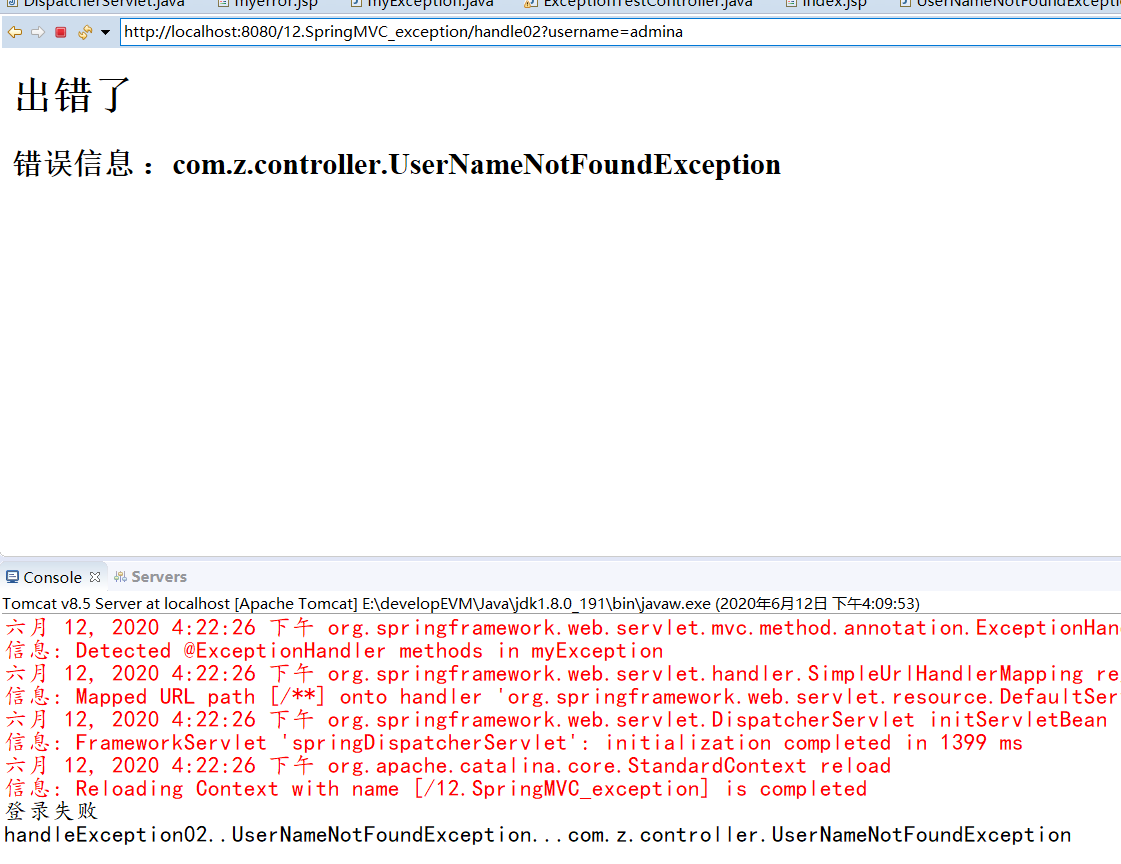 DispatcherServlet.java myerror.jsp myException.java ExceptionTestController.java index.jsp UserNameNotFoundExcepti
http://localhost:8080/12.SpringMVC_exception/handle02?username=admina
出错了
错误信息 ：com.z.controller.UserNameNotFoundException
Console Servers
Tomcat v8.5 Server at localhost [Apache Tomcat] E:\developEVM\Java\jdk1.8.0_191\bin\javaw.exe (2020年6月12日 下午4:09:53)
六月 12, 2020 4:22:26 下午 org.springframework.web.servlet.mvc.method.annotation.ExceptionHan
信息: Detected @ExceptionHandler methods in myException
六月 12, 2020 4:22:26 下午 org.springframework.web.servlet.handler.SimpleUrlHandlerMapping re
信息: Mapped URL path [/**] onto handler 'org.springframework.web.servlet.resource.DefaultSer
六月 12, 2020 4:22:26 下午 org.springframework.web.servlet.DispatcherServlet initServletBean
信息: FrameworkServlet 'springDispatcherServlet': initialization completed in 1399 ms
六月 12, 2020 4:22:26 下午 org.apache.catalina.core.StandardContext reload
信息: Reloading Context with name [/12.SpringMVC_exception] is completed
登录失败
handleException02..UserNameNotFoundException...com.z.controller.UserNameNotFoundException